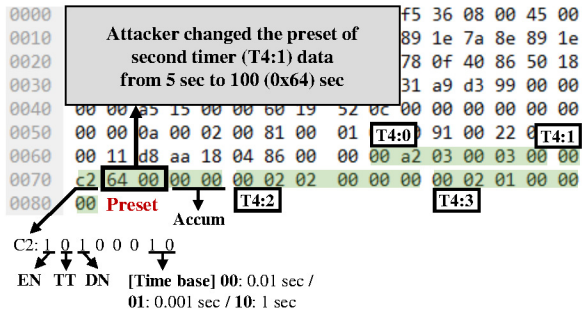 0000 f5 36 08 00 45 00
0010 89 1e 7a 8e 89 1e
0020 78 0f 40 86 50 18
0030 31 a9 d3 99 00 00
Attacker changed the preset of
second timer (T4:1) data
from 5 sec to 100 (0x64) sec
0040 00 00 a5 15 00 00 60 19 52 0c 00 00 00 00 00 00
0050 00 00 0a 00 02 00 81 00 01 91 00 22 0
T4:0 T4:1
0060 00 11 d8 aa 18 04 86 00 00 00 00 a2 03 00 03 00 00
0070 c2 64 00 00 00 00 02 02 00 00 00 00 02 01 00 00
0080 00 Preset T4:2 T4:3
Accum
C2: 1 0 1 0 0 0 1 0
EN TT DN [Time base] 00: 0.01 sec /
01: 0.001 sec / 10: 1 sec